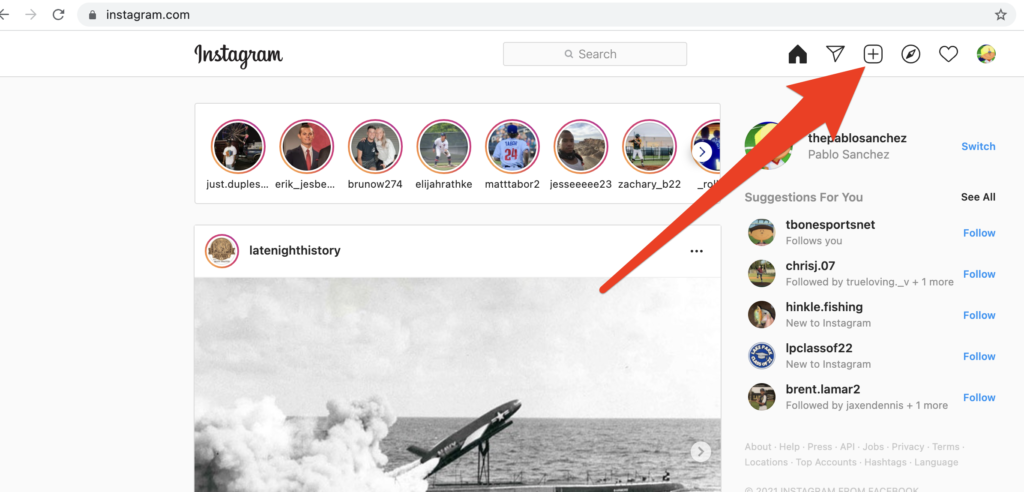 instagram.com
Instagram
Search
thepablosanchez
Pablo Sanchez
Switch
just.duples... erik_jesbe... brunow274 elijahrathke matttabor2 jesseeeee23 zachary_b22 _roll
Suggestions For You See All
tbonesportsnet
Follows you
Follow
chrisj.07
Followed by trueloving._v + 1 more
Follow
hinkle.fishing
New to Instagram
Follow
lpclassof22
New to Instagram
Follow
brent.lamar2
Followed by jaxendennis + 1 more
Follow
latenighthistory
24
About · Help · Press · API · Jobs · Privacy · Terms ·
Locations · Top Accounts · Hashtags · Language
© 2021 INSTAGRAM FROM FACEBOOK